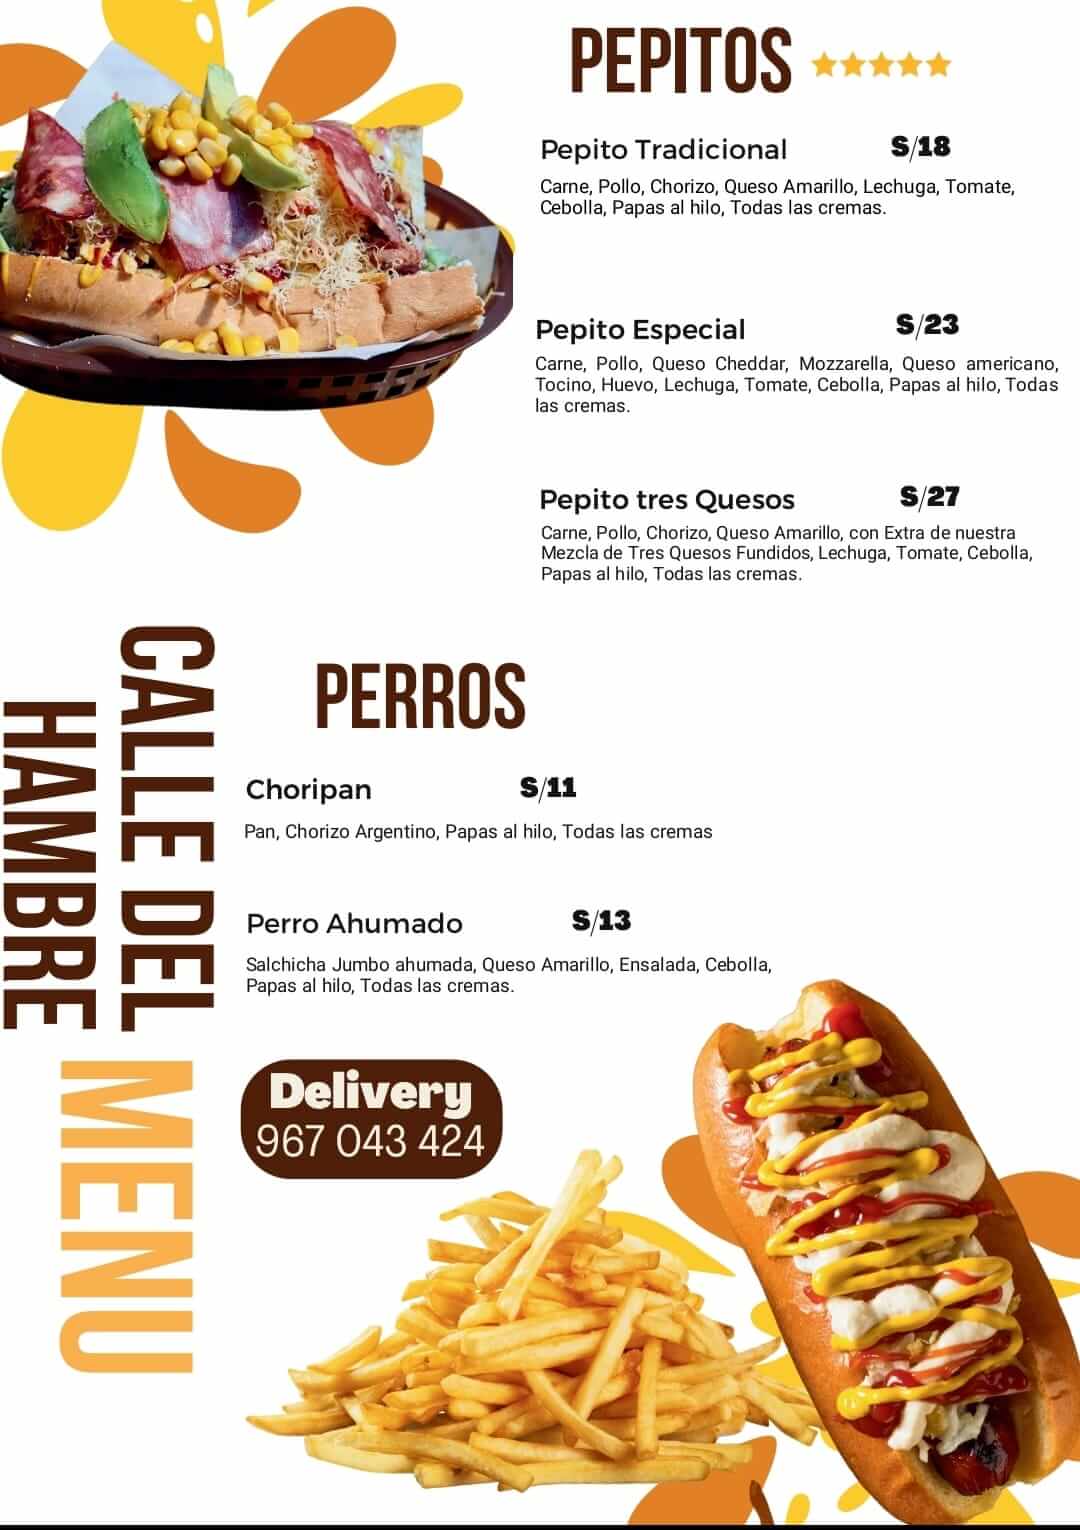 PEPITOS
Pepito Tradicional S/18
Carne, Pollo, Chorizo, Queso Amarillo, Lechuga, Tomate,
Cebolla, Papas al hilo, Todas las cremas.
Pepito Especial S/23
Carne, Pollo, Queso Cheddar, Mozzarella, Queso americano,
Tocino, Huevo, Lechuga, Tomate, Cebolla, Papas al hilo, Todas
las cremas.
Pepito tres Quesos S/27
Carne, Pollo, Chorizo, Queso Amarillo, con Extra de nuestra
Mezcla de Tres Quesos Fundidos, Lechuga, Tomate, Cebolla,
Papas al hilo, Todas las cremas.
CALLE DEL
HAMBRE
MENU
PERROS
Choripan S/11
Pan, Chorizo Argentino, Papas al hilo, Todas las cremas
Perro Ahumado S/13
Salchicha Jumbo ahumada, Queso Amarillo, Ensalada, Cebolla,
Papas al hilo, Todas las cremas.
Delivery
967 043 424